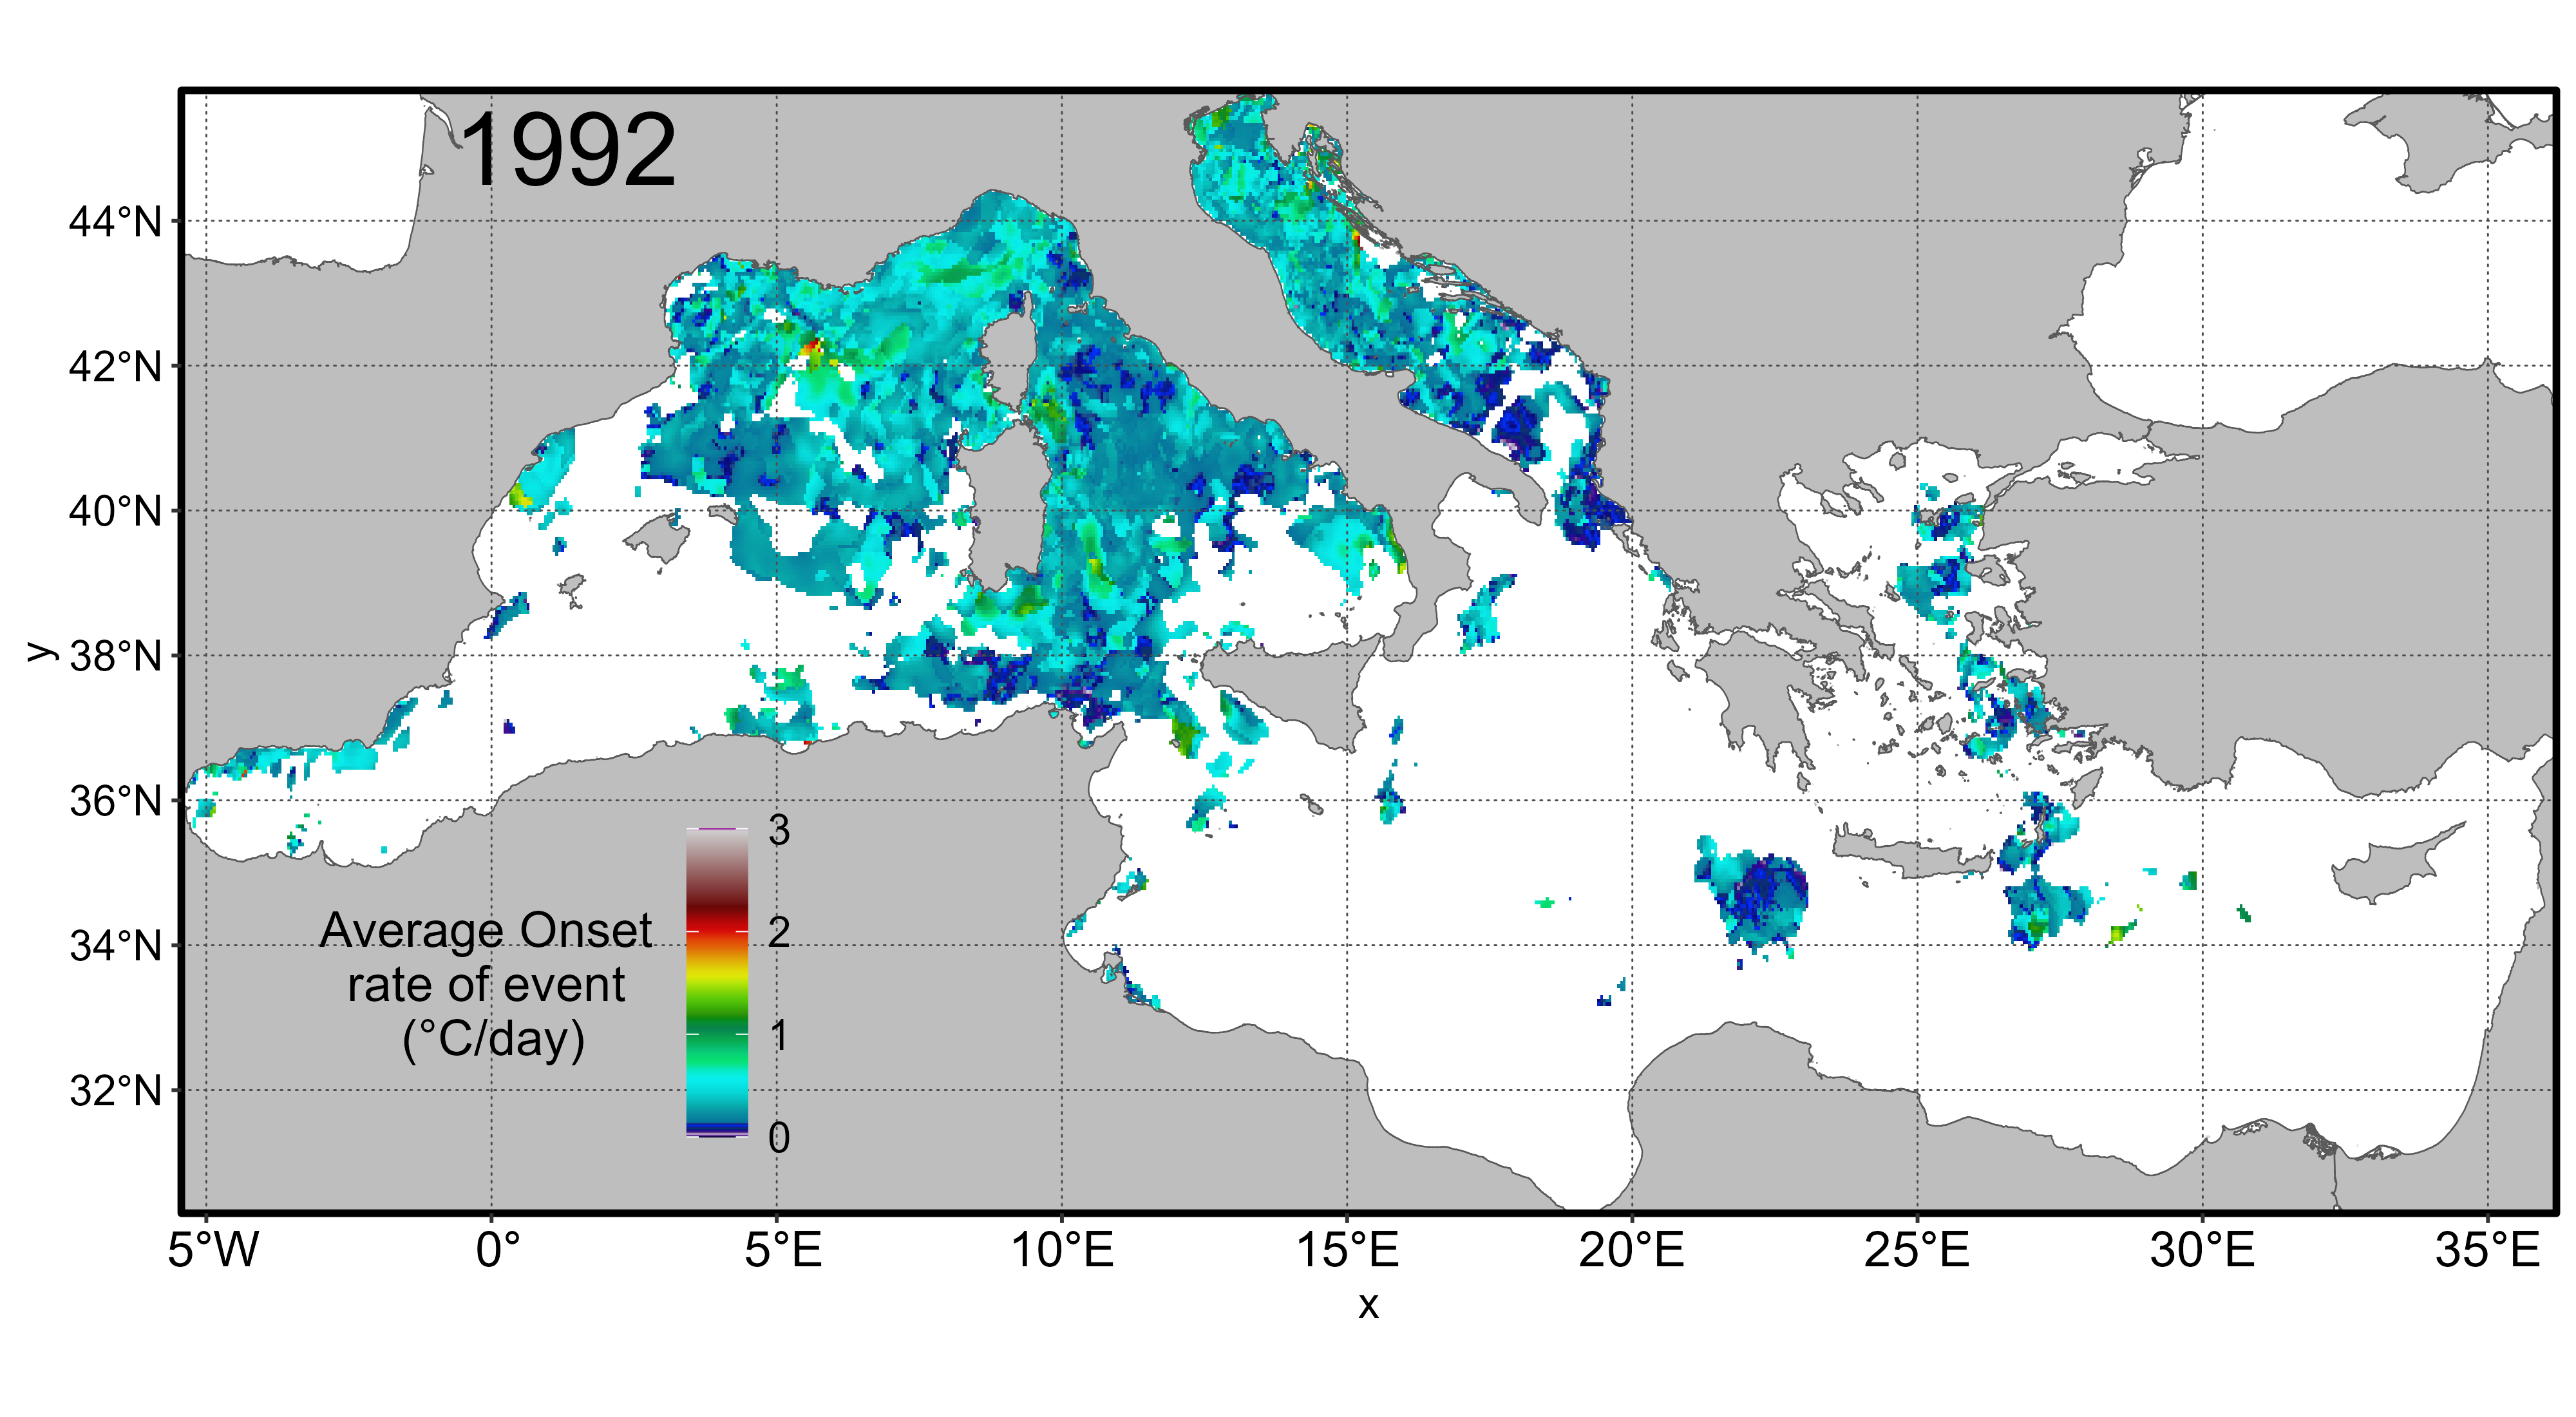 1992
44°N
42°N
40°N
38°N
36°N
34°N
32°N
y
Average Onset
rate of event
(°C/day)
3
2
1
0
5°W 0° 5°E 10°E 15°E 20°E 25°E 30°E 35°E
x